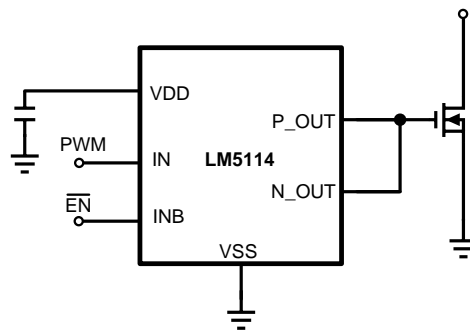 VDD
P_OUT
PWM
IN
LM5114
N_OUT
EN
INB
VSS